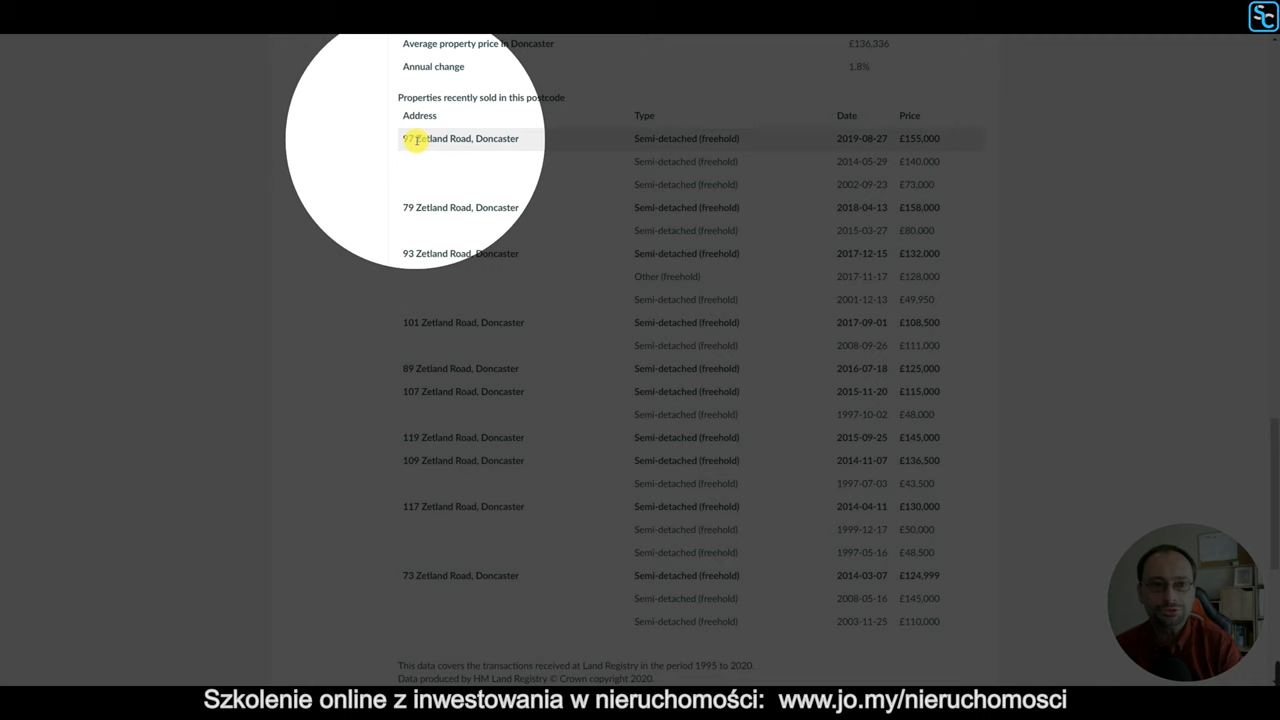 SC
Average property price in Doncaster £136,336
Annual change 1.8%
Properties recently sold in this postcode
Address Type Date Price
97 Zetland Road, Doncaster Semi-detached (freehold) 2019-08-27 £155,000
Semi-detached (freehold) 2014-05-29 £140,000
Semi-detached (freehold) 2002-09-23 £73,000
79 Zetland Road, Doncaster Semi-detached (freehold) 2018-04-13 £158,000
Semi-detached (freehold) 2015-03-27 £80,000
93 Zetland Road, Doncaster Semi-detached (freehold) 2017-12-15 £132,000
Other (freehold) 2017-11-17 £128,000
Semi-detached (freehold) 2001-12-13 £49,950
101 Zetland Road, Doncaster Semi-detached (freehold) 2017-09-01 £108,500
Semi-detached (freehold) 2008-09-26 £111,000
89 Zetland Road, Doncaster Semi-detached (freehold) 2016-07-18 £125,000
107 Zetland Road, Doncaster Semi-detached (freehold) 2015-11-20 £115,000
Semi-detached (freehold) 1997-10-02 £48,000
119 Zetland Road, Doncaster Semi-detached (freehold) 2015-09-25 £145,000
109 Zetland Road, Doncaster Semi-detached (freehold) 2014-11-07 £136,500
Semi-detached (freehold) 1997-07-03 £43,500
117 Zetland Road, Doncaster Semi-detached (freehold) 2014-04-11 £130,000
Semi-detached (freehold) 1999-12-17 £50,000
Semi-detached (freehold) 1997-05-16 £48,500
73 Zetland Road, Doncaster Semi-detached (freehold) 2014-03-07 £124,999
Semi-detached (freehold) 2008-05-16 £145,000
Semi-detached (freehold) 2003-11-25 £110,000
This data covers the transactions received at Land Registry in the period 1995 to 2020.
Data produced by HM Land Registry © Crown copyright 2020.
Szkolenie online z inwestowania w nieruchomości: www.jo.my/nieruchomosci